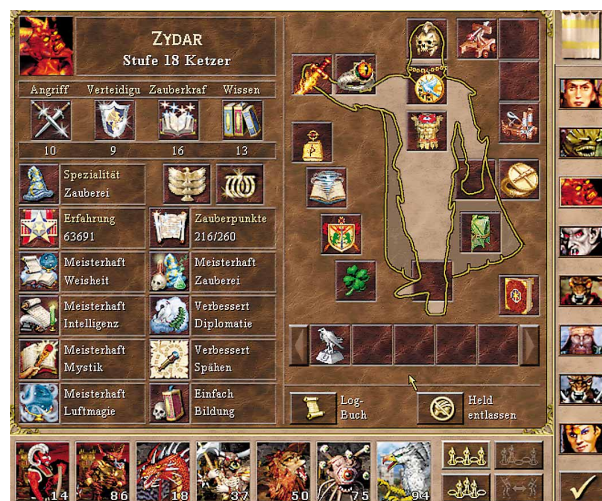 ZYDAR
Stufe 18 Ketzer
Angriff Verteidigu Zauberkraf Wissen
10 9 16 13
Spezialität
Zauberei
Erfahrung
63691
Zauberpunkte
216/260
Meisterhaft
Weisheit
Meisterhaft
Zauberei
Meisterhaft
Intelligenz
Verbessert
Diplomatie
Meisterhaft
Mystik
Verbessert
Spähen
Meisterhaft
Luftmagie
Einfach
Bildung
Log-
Buch
Held
entlassen
14 86 18 37 50 75 94